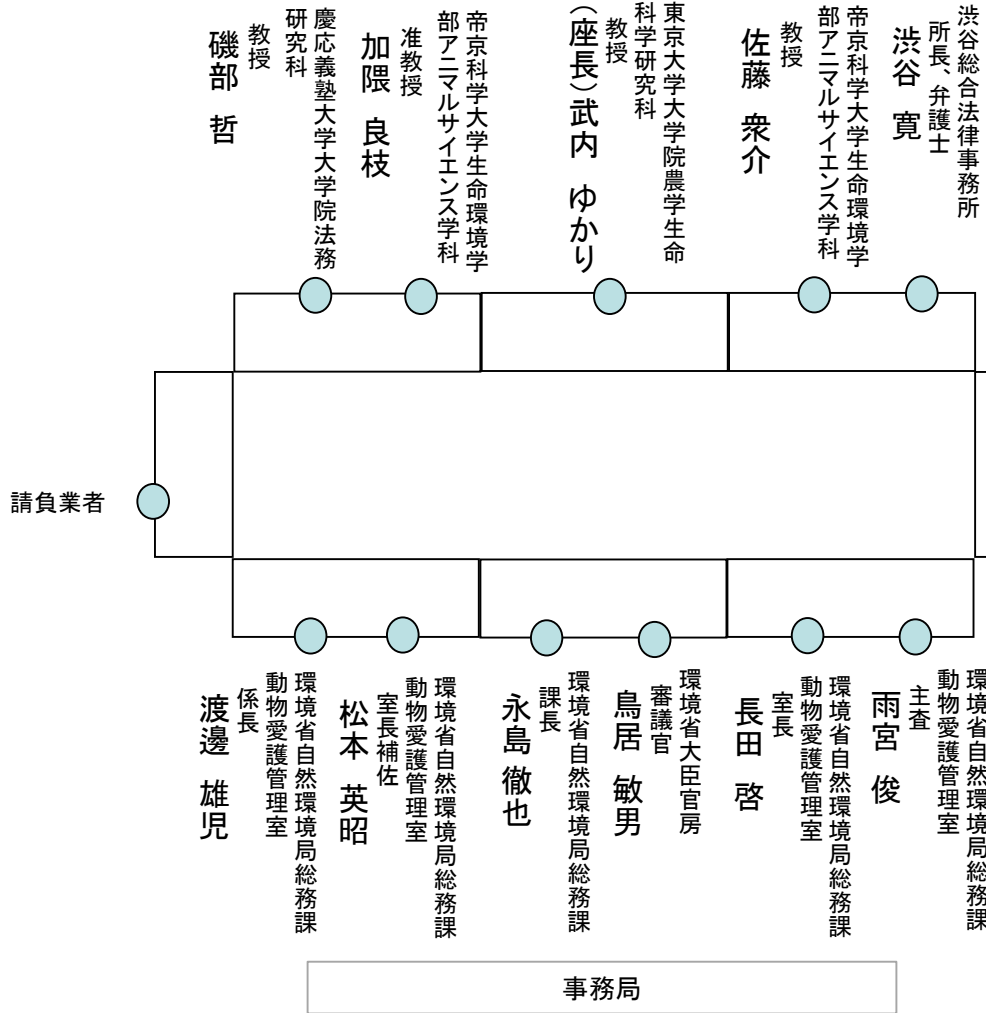 渋谷総合法律事務所
所長、弁護士
渋谷 寛
帝京科学大学生命環境学
部アニマルサイエンス学科
教授
佐藤 衆介
東京大学大学院農学生命
科学研究科
教授
（座長）武内 ゆかり
帝京科学大学生命環境学
部アニマルサイエンス学科
准教授
加隈 良枝
慶応義塾大学大学院法務
研究科
教授
磯部 哲
請負業者
環境省自然環境局総務課
動物愛護管理室
主査
雨宮 俊
環境省自然環境局総務課
動物愛護管理室
室長
長田 啓
環境省大臣官房
審議官
鳥居 敏男
環境省自然環境局総務課
課長
永島 徹也
環境省自然環境局総務課
動物愛護管理室
室長補佐
松本 英昭
環境省自然環境局総務課
動物愛護管理室
係長
渡邊 雄児
事務局